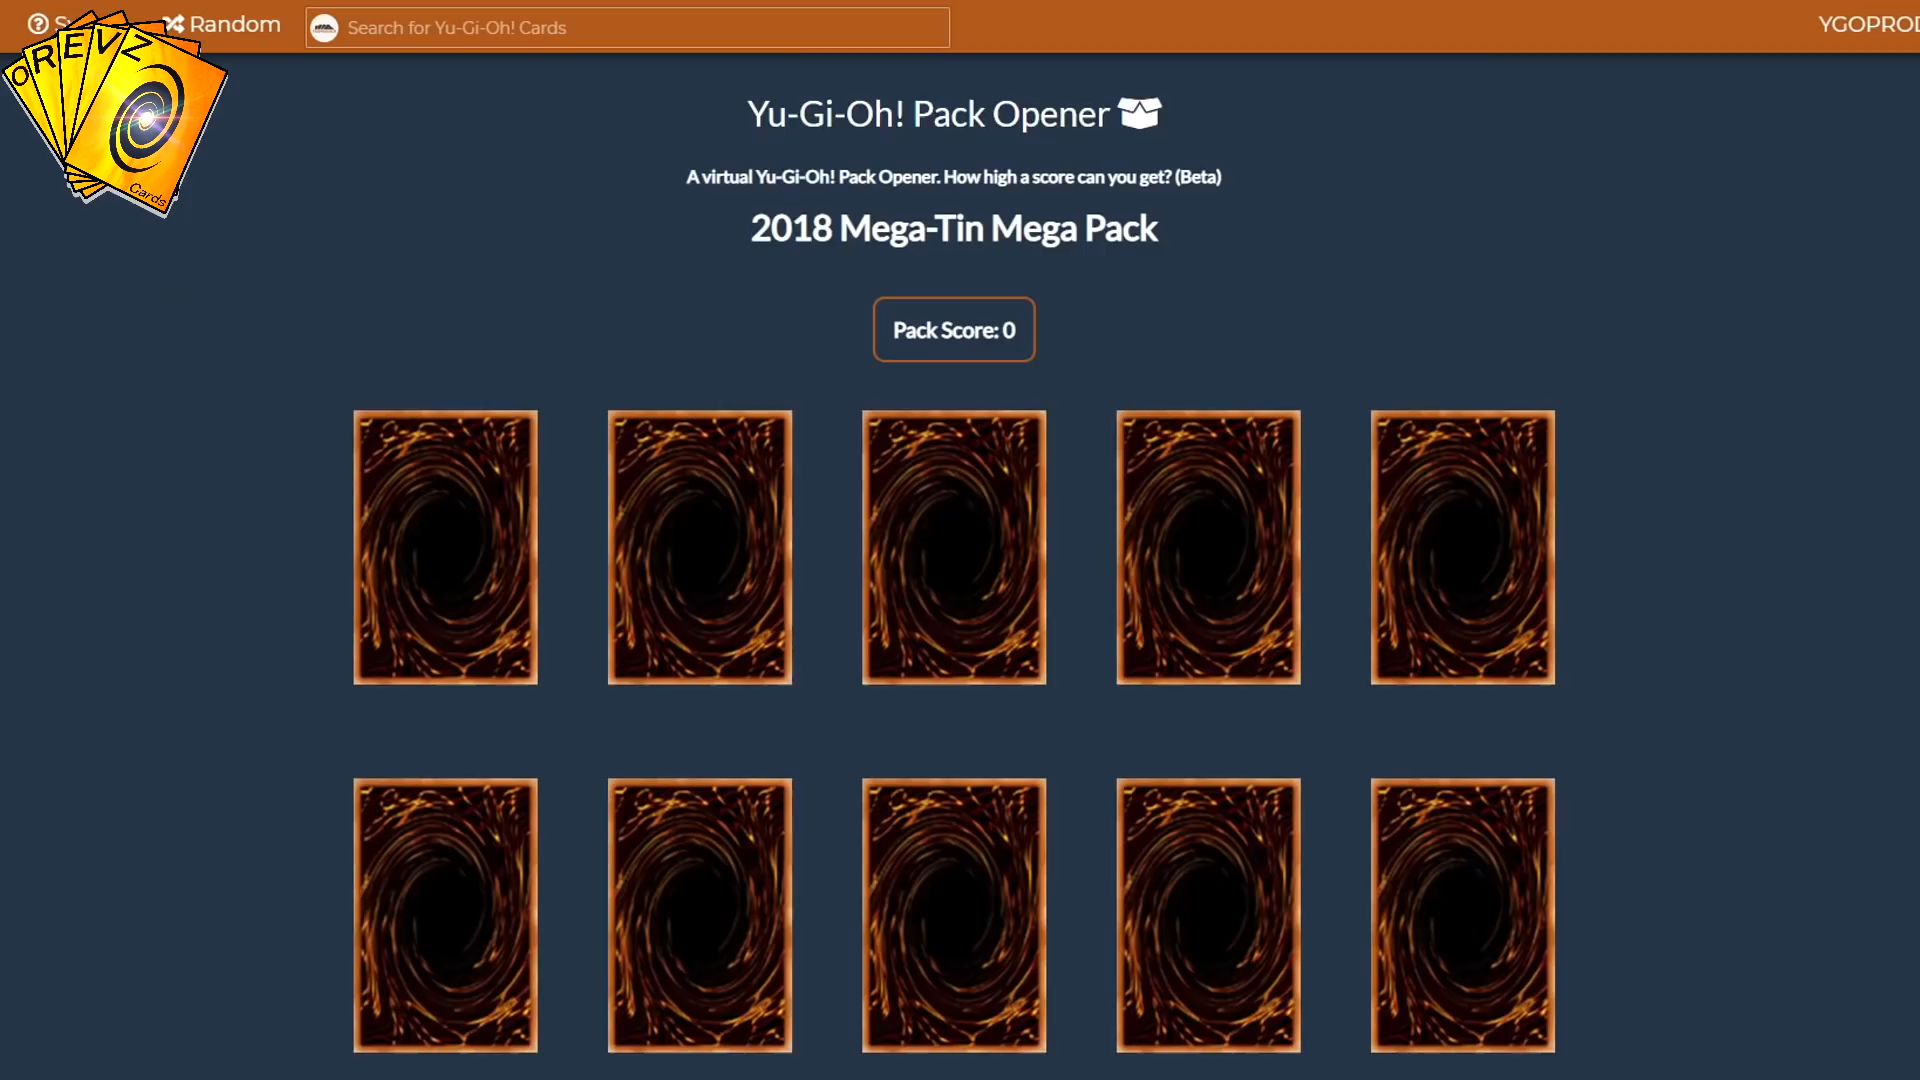 Random
Search for Yu-Gi-Oh! Cards
YGOPROD
OREVZ
Cards
Yu-Gi-Oh! Pack Opener
A virtual Yu-Gi-Oh! Pack Opener. How high a score can you get? (Beta)
2018 Mega-Tin Mega Pack
Pack Score: 0